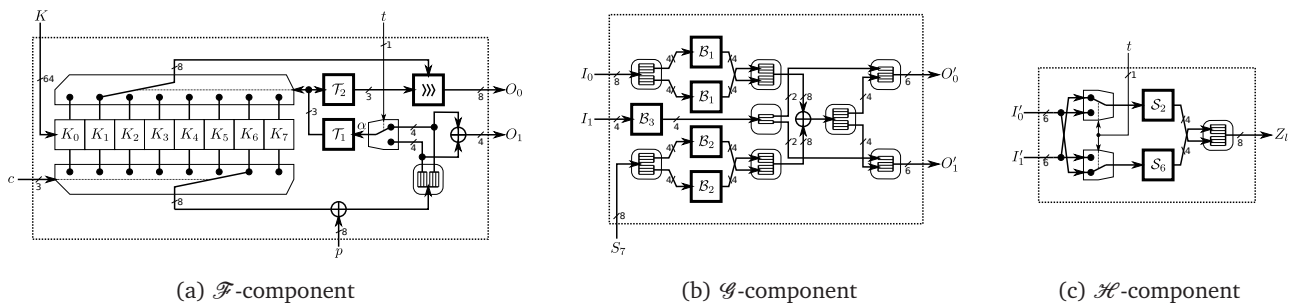 K t
64 8 1
𝒯₂ 3 ⟩⟩⟩ 8 O₀
3
K₀ K₁ K₂ K₃ K₄ K₅ K₆ K₇ 𝒯₁ α 4 4 4 O₁
c 3
8
8
p
(a) ℱ-component
I₀ 8 4 ℬ₁ 4 O′₀ 6
4 ℬ₁ 4 8 2 4
I₁ 4 ℬ₃ 4
4 ℬ₂ 4 2 8 4
4 ℬ₂ 4 O′₁ 6
8
S₇
(b) 𝒢-component
t
1
I′₀ 6 𝒮₂ 4
I′₁ 6 𝒮₆ 4 8 Zₗ
(c) ℋ-component